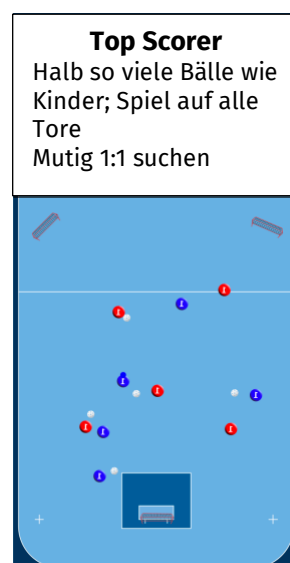 Top Scorer
Halb so viele Bälle wie
Kinder; Spiel auf alle
Tore
Mutig 1:1 suchen